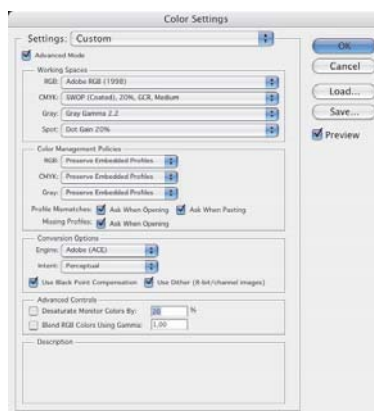 Color Settings
Settings: Custom
Advanced Mode
Working Spaces
RGB: Adobe RGB (1998)
CMYK: SWOP (Coated), 20%, GCR, Medium
Gray: Gray Gamma 2.2
Spot: Dot Gain 20%
Color Management Policies
RGB: Preserve Embedded Profiles
CMYK: Preserve Embedded Profiles
Gray: Preserve Embedded Profiles
Profile Mismatches: Ask When Opening Ask When Pasting
Missing Profiles: Ask When Opening
Conversion Options
Engine: Adobe (ACE)
Intent: Perceptual
Use Black Point Compensation Use Dither (8-bit/channel images)
Advanced Controls
Desaturate Monitor Colors By: 20 %
Blend RGB Colors Using Gamma: 1.00
Description
OK
Cancel
Load...
Save...
Preview